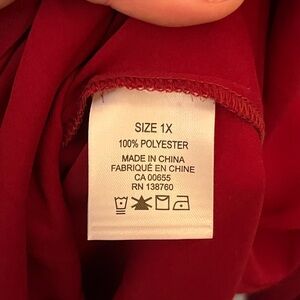 SIZE 1X
100% POLYESTER
MADE IN CHINA
FABRIQUÉ EN CHINE
CA 00655
RN 138760